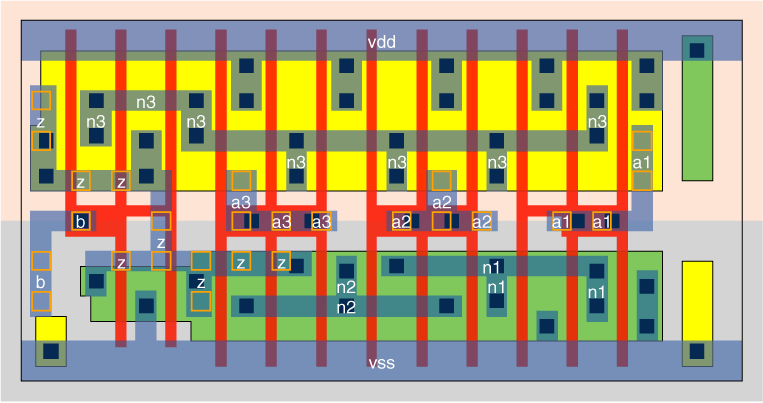 vdd
n3
z n3 n3
n3 n3 n3 n3 a1
z z
a3 a2
b a3 a3 a2 a2 a1 a1
z
z z z n1
b z n2 n1 n1
n2
vss